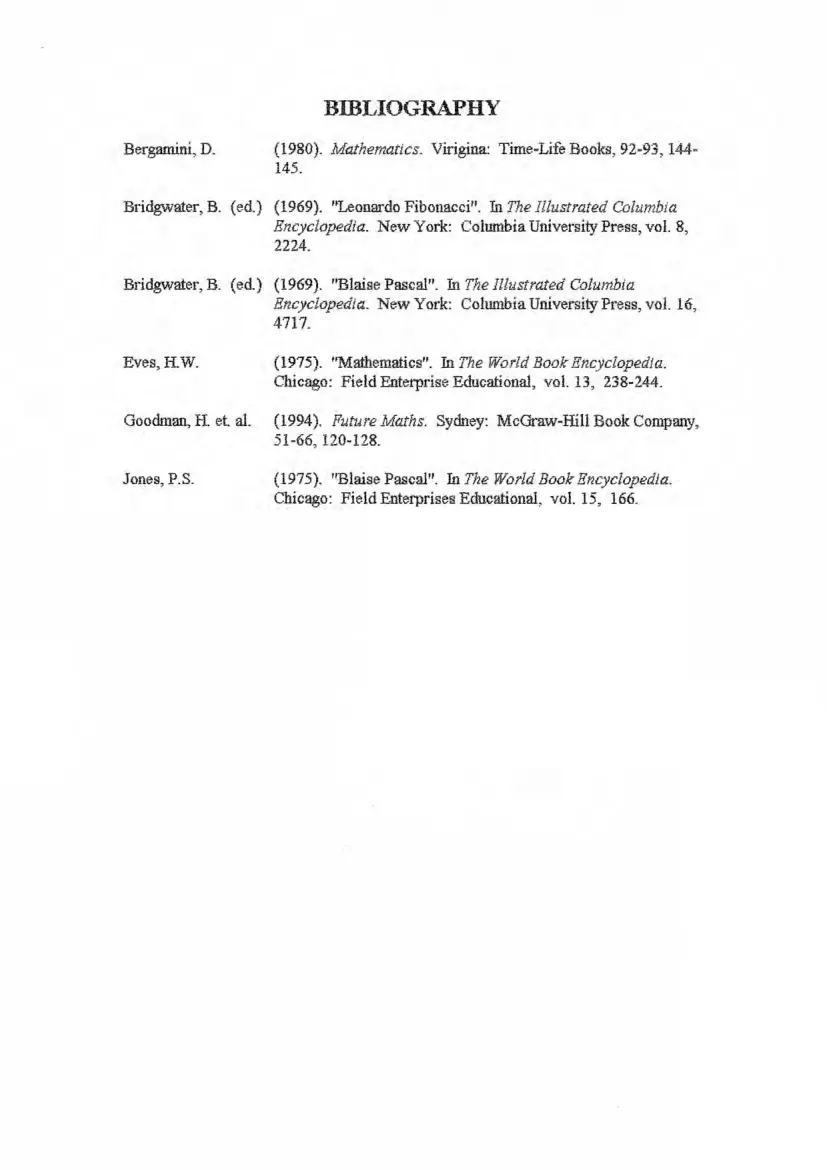 BIBLIOGRAPHY
Bergamini, D. (1980). Mathematics. Virigina: Time-Life Books, 92-93, 144-
145.
Bridgwater, B. (ed.) (1969). "Leonardo Fibonacci". In The Illustrated Columbia
Encyclopedia. New York: Columbia University Press, vol. 8,
2224.
Bridgwater, B. (ed.) (1969). "Blaise Pascal". In The Illustrated Columbia
Encyclopedia. New York: Columbia University Press, vol. 16,
4717.
Eves, H.W. (1975). "Mathematics". In The World Book Encyclopedia.
Chicago: Field Enterprise Educational, vol. 13, 238-244.
Goodman, H. et. al. (1994). Future Maths. Sydney: McGraw-Hill Book Company,
51-66, 120-128.
Jones, P.S. (1975). "Blaise Pascal". In The World Book Encyclopedia.
Chicago: Field Enterprises Educational, vol. 15, 166.